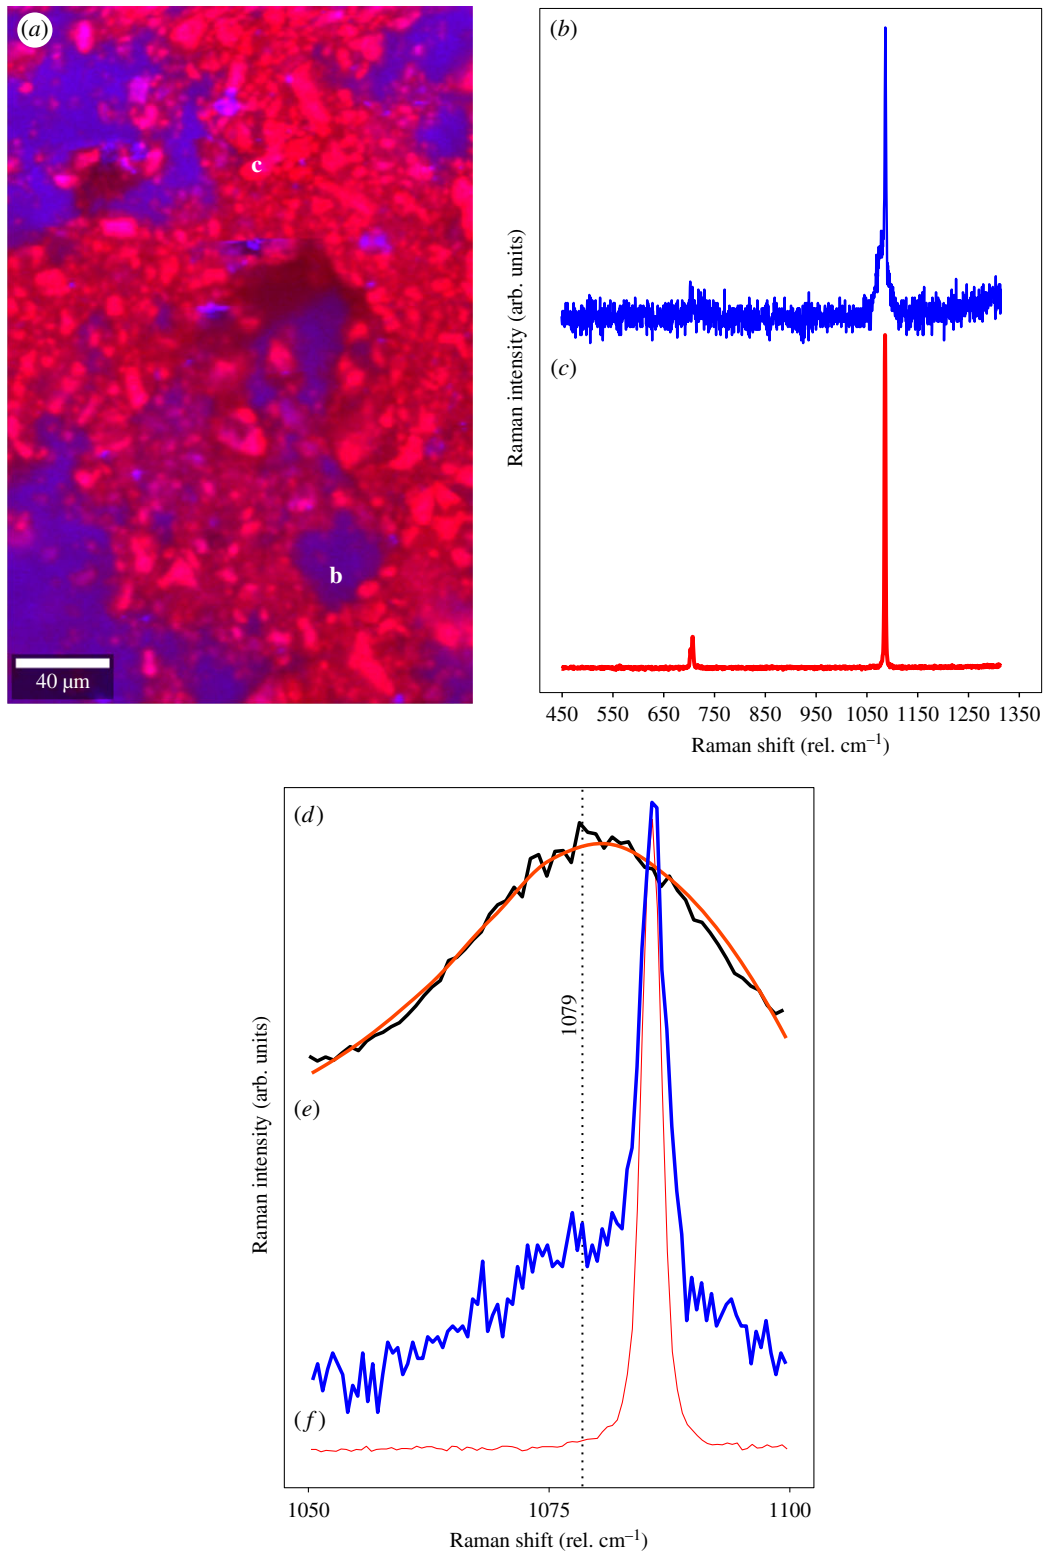 (a)
c
b
40 µm
(b)
(c)
Raman intensity (arb. units)
450 550 650 750 850 950 1050 1150 1250 1350
Raman shift (rel. cm⁻¹)
(d)
1079
(e)
(f)
Raman intensity (arb. units)
1050 1075 1100
Raman shift (rel. cm⁻¹)